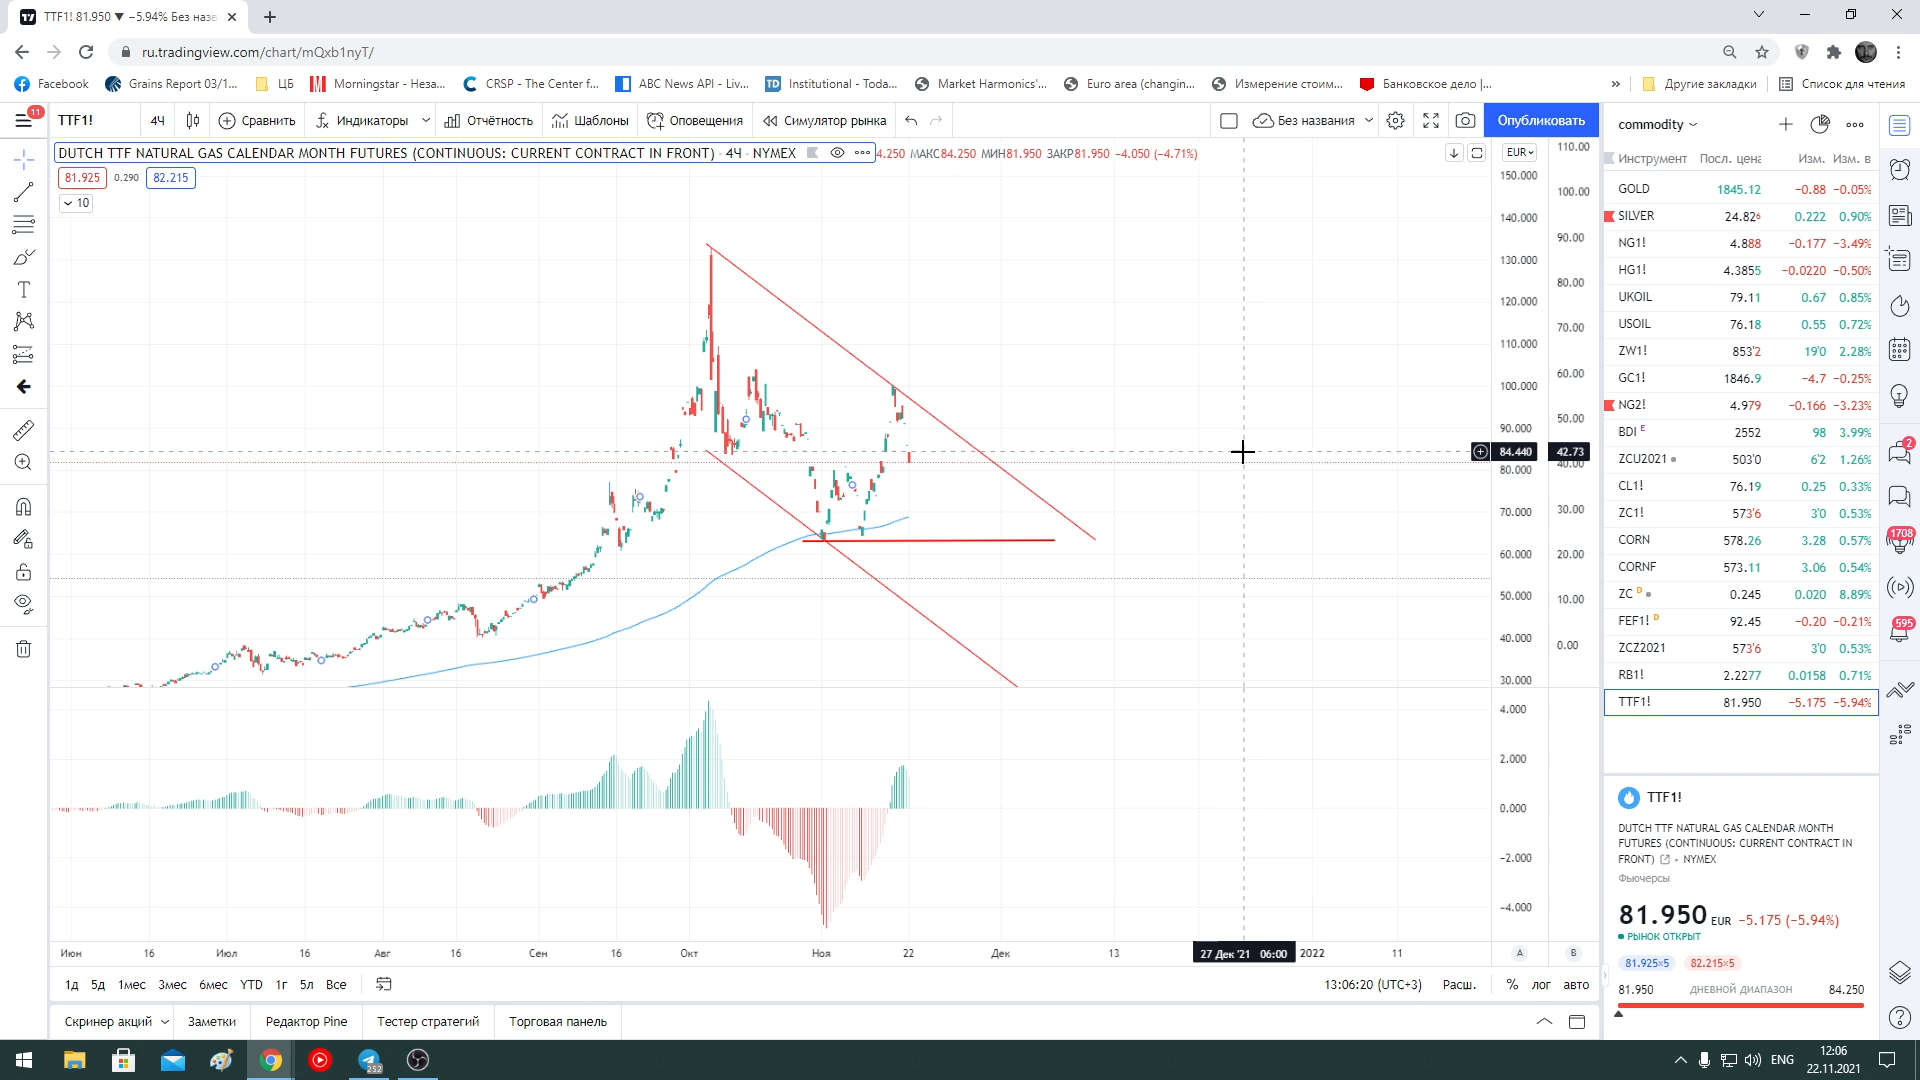 TTF1! 81.950 ▼ −5.94% Без назв
ru.tradingview.com/chart/mQxb1nyT/
Facebook
Grains Report 03/1...
ЦБ
Morningstar - Неза...
CRSP - The Center f...
ABC News API - Liv...
TD
Institutional - Toda...
Market Harmonics'...
Euro area (changin...
Измерение стоим...
Банковское дело |...
»
Другие закладки
Список для чтения
11
TTF1!
4Ч
Сравнить
Индикаторы
Отчётность
Шаблоны
Оповещения
Симулятор рынка
Без названия
Опубликовать
DUTCH TTF NATURAL GAS CALENDAR MONTH FUTURES (CONTINUOUS: CURRENT CONTRACT IN FRONT) · 4Ч · NYMEX
4.250 МАКС84.250 МИН81.950 ЗАКР81.950 −4.050 (−4.71%)
81.925 0.290 82.215
10
EUR
150.000
140.000
130.000
120.000
110.000
100.000
90.000
84.440
80.000
70.000
60.000
50.000
40.000
30.000
4.000
2.000
0.000
−2.000
−4.000
110.00
100.00
90.00
80.00
70.00
60.00
50.00
42.73
40.00
30.00
20.00
10.00
0.00
Июн 16 Июл 16 Авг 16 Сен 16 Окт Ноя 22 Дек 13 27 Дек '21 06:00 2022 11
A
B
1д 5д 1мес 3мес 6мес YTD 1г 5л Все
13:06:20 (UTC+3) Расш. % лог авто
Скринер акций
Заметки
Редактор Pine
Тестер стратегий
Торговая панель
commodity
Инструмент Посл. цена Изм. Изм. в
GOLD 1845.12 −0.88 −0.05%
SILVER 24.826 0.222 0.90%
NG1! 4.888 −0.177 −3.49%
HG1! 4.3855 −0.0220 −0.50%
UKOIL 79.11 0.67 0.85%
USOIL 76.18 0.55 0.72%
ZW1! 853'2 19'0 2.28%
GC1! 1846.9 −4.7 −0.25%
NG2! 4.979 −0.166 −3.23%
BDI E 2552 98 3.99%
ZCU2021 503'0 6'2 1.26%
CL1! 76.19 0.25 0.33%
ZC1! 573'6 3'0 0.53%
CORN 578.26 3.28 0.57%
CORNF 573.11 3.06 0.54%
ZC D 0.245 0.020 8.89%
FEF1! D 92.45 −0.20 −0.21%
ZCZ2021 573'6 3'0 0.53%
RB1! 2.2277 0.0158 0.71%
TTF1! 81.950 −5.175 −5.94%
TTF1!
DUTCH TTF NATURAL GAS CALENDAR MONTH
FUTURES (CONTINUOUS: CURRENT CONTRACT IN
FRONT) • NYMEX
Фьючерсы
81.950 EUR −5.175 (−5.94%)
РЫНОК ОТКРЫТ
81.925×5 82.215×5
81.950 ДНЕВНОЙ ДИАПАЗОН 84.250
2
1708
595
252
ENG
12:06
22.11.2021